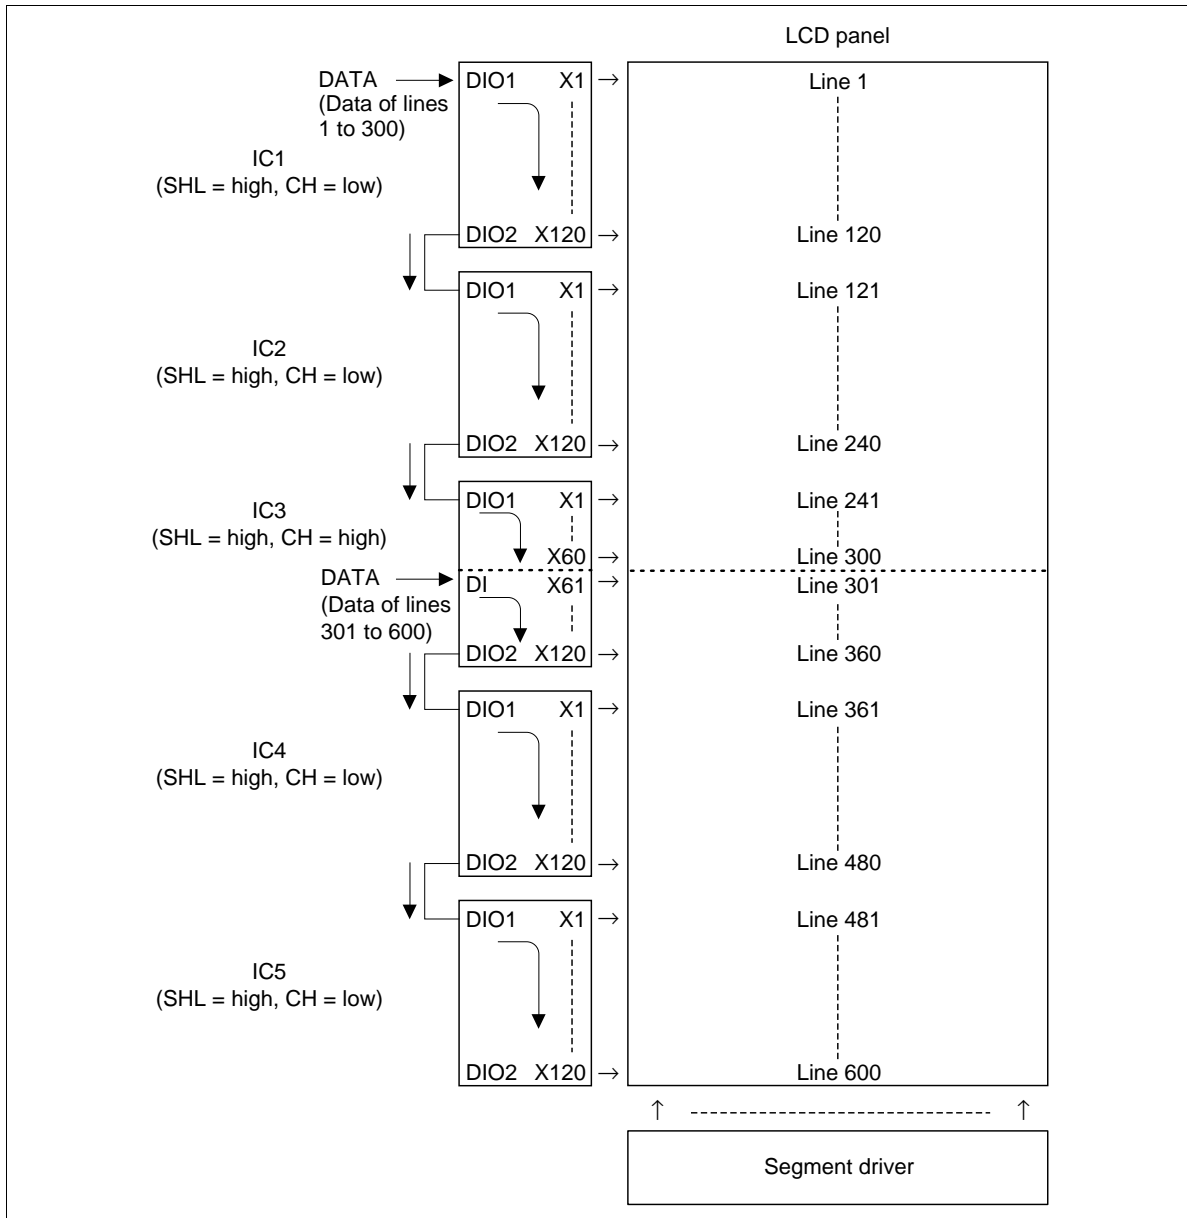 LCD panel
DATA
(Data of lines
1 to 300)
DIO1 X1 → Line 1
IC1
(SHL = high, CH = low)
DIO2 X120 → Line 120
DIO1 X1 → Line 121
IC2
(SHL = high, CH = low)
DIO2 X120 → Line 240
DIO1 X1 → Line 241
IC3
(SHL = high, CH = high)
X60 → Line 300
DATA
(Data of lines
301 to 600)
DI X61 → Line 301
DIO2 X120 → Line 360
DIO1 X1 → Line 361
IC4
(SHL = high, CH = low)
DIO2 X120 → Line 480
DIO1 X1 → Line 481
IC5
(SHL = high, CH = low)
DIO2 X120 → Line 600
Segment driver